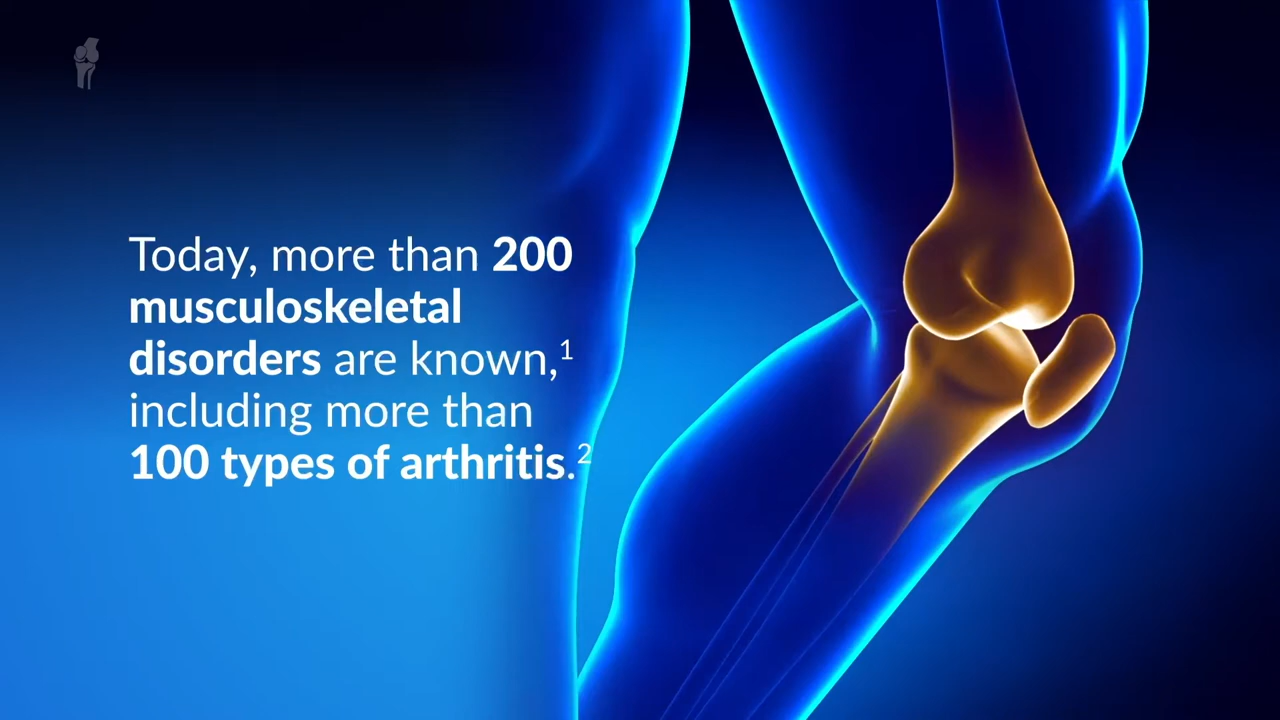 Today, more than 200
musculoskeletal
disorders are known,¹
including more than
100 types of arthritis.²